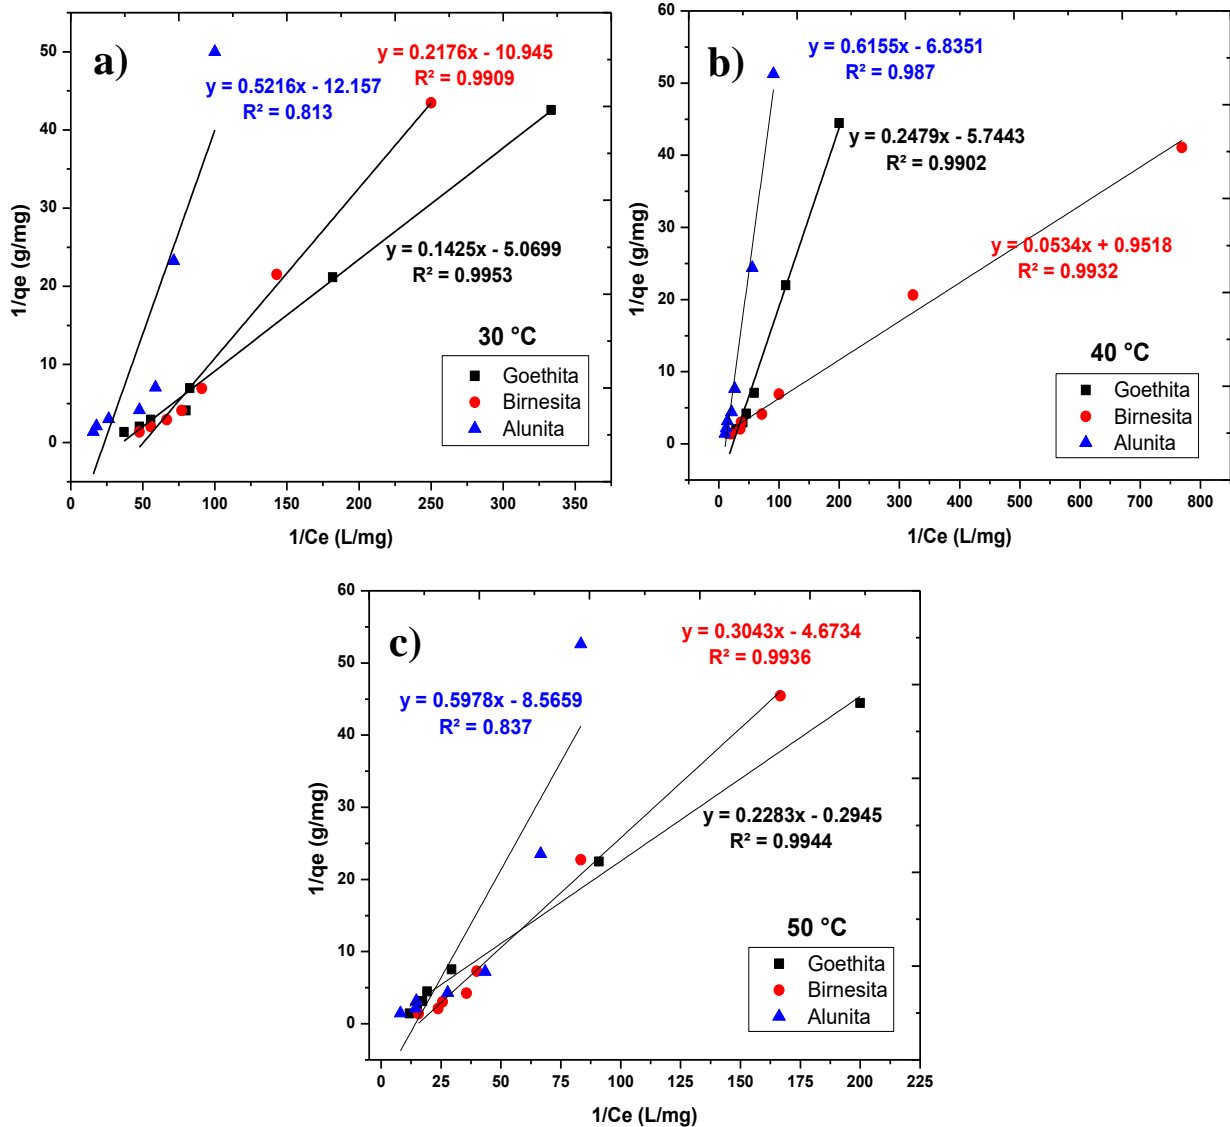 a)
y = 0.2176x - 10.945
R² = 0.9909
y = 0.5216x - 12.157
R² = 0.813
y = 0.1425x - 5.0699
R² = 0.9953
30 °C
Goethita
Birnesita
Alunita
1/qe (g/mg)
0
10
20
30
40
50
0
50
100
150
200
250
300
350
1/Ce (L/mg)
b)
y = 0.6155x - 6.8351
R² = 0.987
y = 0.2479x - 5.7443
R² = 0.9902
y = 0.0534x + 0.9518
R² = 0.9932
40 °C
Goethita
Birnesita
Alunita
1/qe (g/mg)
60
50
40
30
20
10
0
0
100
200
300
400
500
600
700
800
1/Ce (L/mg)
c)
y = 0.3043x - 4.6734
R² = 0.9936
y = 0.5978x - 8.5659
R² = 0.837
y = 0.2283x - 0.2945
R² = 0.9944
50 °C
Goethita
Birnesita
Alunita
1/qe (g/mg)
60
50
40
30
20
10
0
0
25
50
75
100
125
150
175
200
225
1/Ce (L/mg)